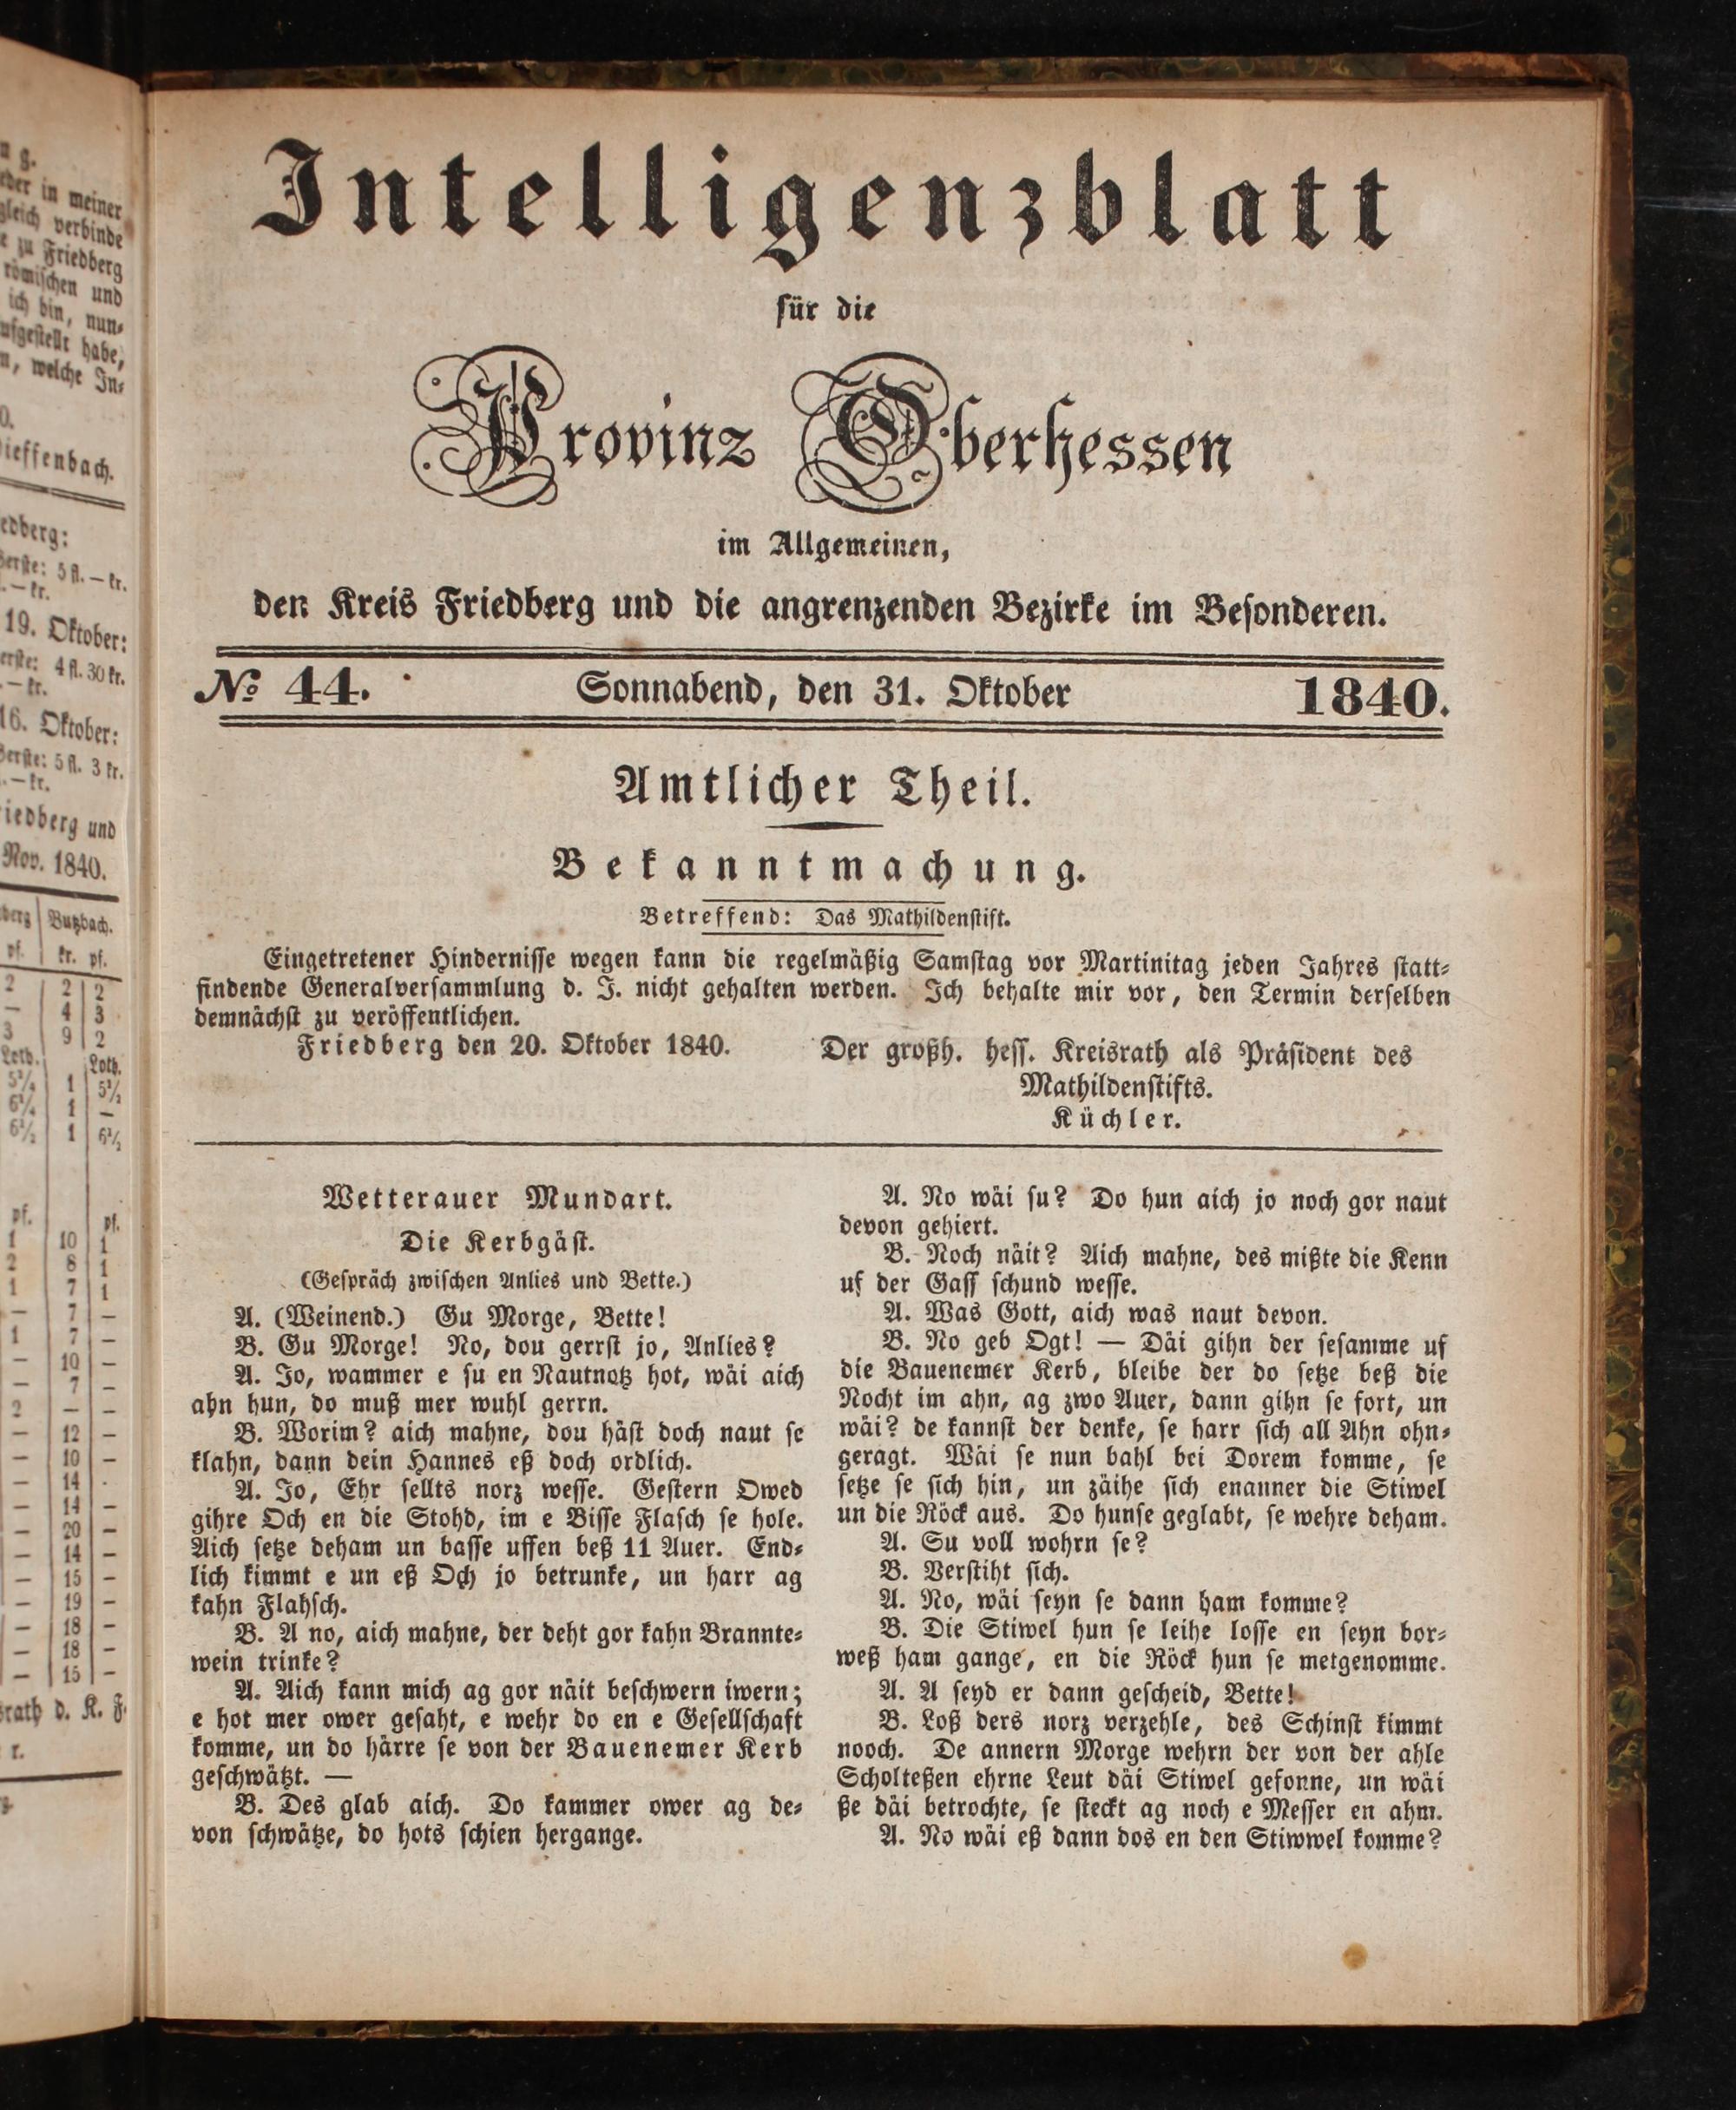 Intelligenzblatt
für die
Provinz Oberhessen
im Allgemeinen,
den Kreis Friedberg und die angrenzenden Bezirke im Besonderen.
№ 44. Sonnabend, den 31. Oktober 1840.
Amtlicher Theil.
Bekanntmachung.
Betreffend: Das Mathildenstift.
Eingetretener Hindernisse wegen kann die regelmäßig Samstag vor Martinitag jeden Jahres statt-
findende Generalversammlung d. J. nicht gehalten werden. Ich behalte mir vor, den Termin derselben
demnächst zu veröffentlichen.
Friedberg den 20. Oktober 1840. Der großh. hess. Kreisrath als Präsident des
Mathildenstifts.
Küchler.
Wetterauer Mundart.
Die Kerbgäst.
(Gespräch zwischen Anlies und Bette.)
A. (Weinend.) Gu Morge, Bette!
B. Gu Morge! No, dou gerrst jo, Anlies?
A. Jo, wammer e su en Nautnotz hot, wäi aich
ahn hun, do muß mer wuhl gerrn.
B. Worim? aich mahne, dou häst doch naut se
klahn, dann dein Hannes eß doch ordlich.
A. Jo, Ehr sellts norz wesse. Gestern Owed
gihre Och en die Stohd, im e Bisse Flasch se hole.
Aich setze deham un basse uffen beß 11 Auer. End-
lich kimmt e un eß Och jo betrunke, un harr ag
kahn Flahsch.
B. A no, aich mahne, der deht gor kahn Brannte-
wein trinke?
A. Aich kann mich ag gor näit beschwern iwern;
e hot mer ower gesaht, e wehr do en e Gesellschaft
komme, un do härre se von der Bauenemer Kerb
geschwätzt. —
B. Des glab aich. Do kammer ower ag de-
von schwätze, do hots schien hergange.
A. No wäi su? Do hun aich jo noch gor naut
devon gehiert.
B. Noch näit? Aich mahne, des mißte die Kenn
uf der Gass schund wesse.
A. Was Gott, aich was naut devon.
B. No geb Ogt! — Däi gihn der sesamme uf
die Bauenemer Kerb, bleibe der do setze beß die
Nocht im ahn, ag zwo Auer, dann gihn se fort, un
wäi? de kannst der denke, se harr sich all Ahn ohn-
geragt. Wäi se nun bahl bei Dorem komme, se
setze se sich hin, un zäihe sich enanner die Stiwel
un die Röck aus. Do hunse geglabt, se wehre deham.
A. Su voll wohrn se?
B. Verstiht sich.
A. No, wäi seyn se dann ham komme?
B. Die Stiwel hun se leihe losse en seyn bor-
weß ham gange, en die Röck hun se metgenomme.
A. A seyd er dann gescheid, Bette!
B. Loß ders norz verzehle, des Schinst kimmt
nooch. De annern Morge wehrn der von der ahle
Scholteßen ehrne Leut däi Stiwel gefonne, un wäi
ße däi betrochte, se steckt ag noch e Messer en ahm.
A. No wäi eß dann dos en den Stiwwel komme?